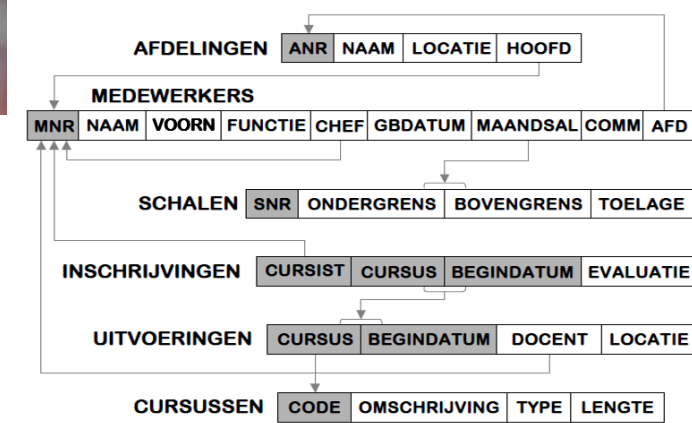 AFDELINGEN ANR NAAM LOCATIE HOOFD
MEDEWERKERS
MNR NAAM VOORN FUNCTIE CHEF GBDATUM MAANDSAL COMM AFD
SCHALEN SNR ONDERGRENS BOVENGRENS TOELAGE
INSCHRIJVINGEN CURSIST CURSUS BEGINDATUM EVALUATIE
UITVOERINGEN CURSUS BEGINDATUM DOCENT LOCATIE
CURSUSSEN CODE OMSCHRIJVING TYPE LENGTE